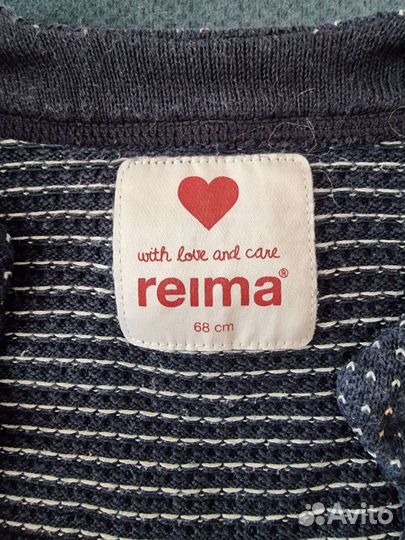 with love and care
reima®
68 cm
Avito